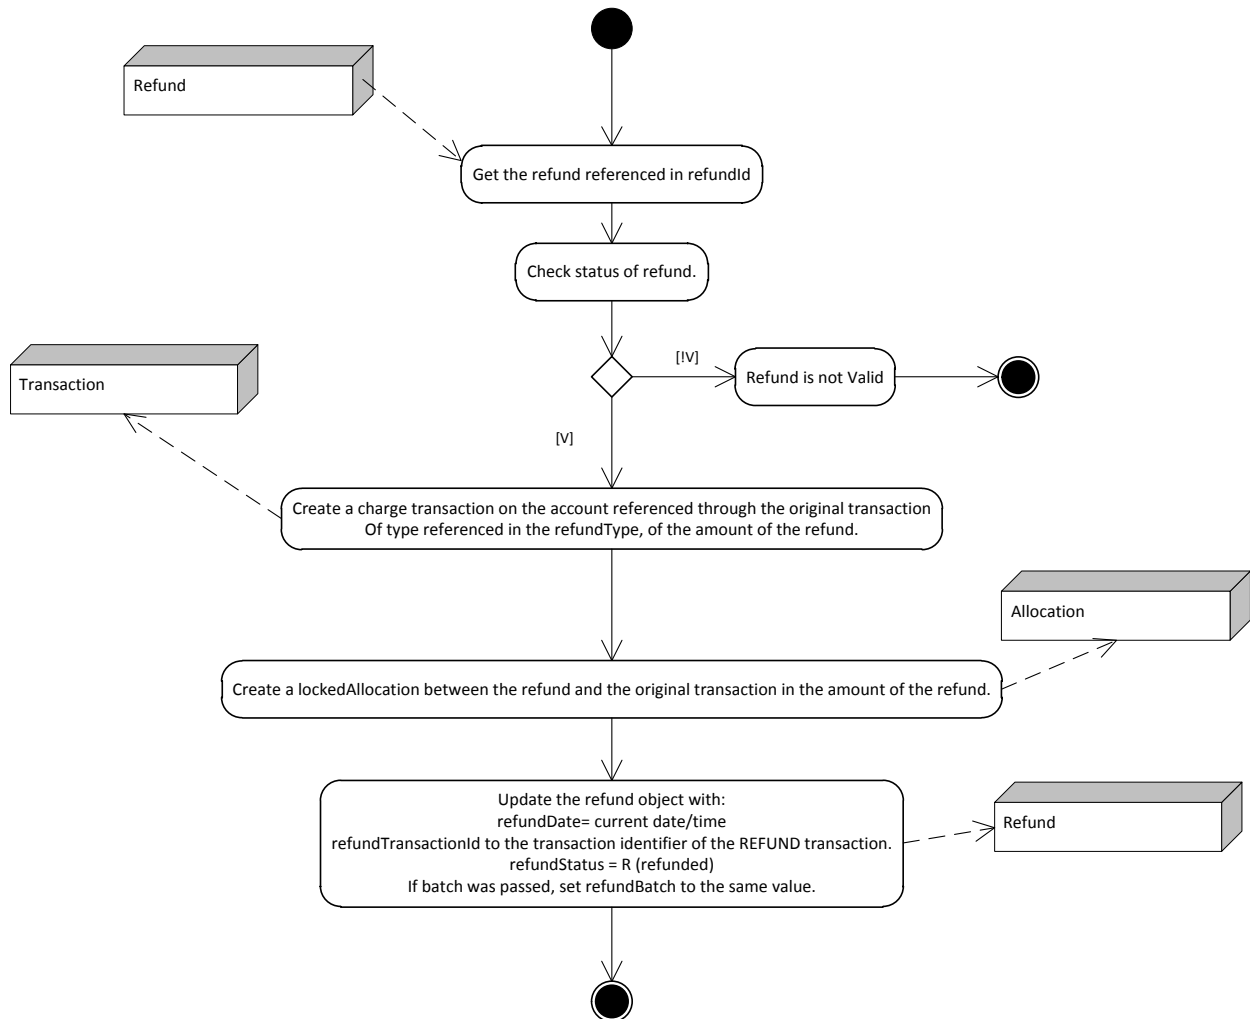 Refund
Get the refund referenced in refundId
Check status of refund.
Transaction
[!V]
Refund is not Valid
[V]
Create a charge transaction on the account referenced through the original transaction
Of type referenced in the refundType, of the amount of the refund.
Allocation
Create a lockedAllocation between the refund and the original transaction in the amount of the refund.
Update the refund object with:
refundDate= current date/time
refundTransactionId to the transaction identifier of the REFUND transaction.
refundStatus = R (refunded)
If batch was passed, set refundBatch to the same value.
Refund